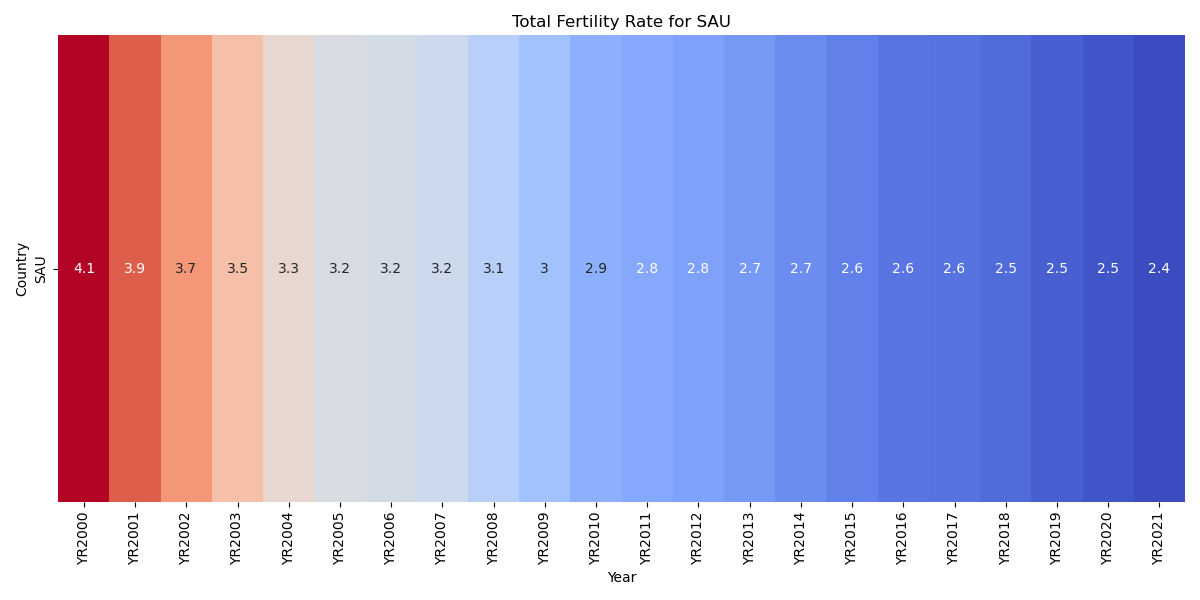 Total Fertility Rate for SAU
Country
SAU
4.1 3.9 3.7 3.5 3.3 3.2 3.2 3.2 3.1 3 2.9 2.8 2.8 2.7 2.7 2.6 2.6 2.6 2.5 2.5 2.5 2.4
YR2000 YR2001 YR2002 YR2003 YR2004 YR2005 YR2006 YR2007 YR2008 YR2009 YR2010 YR2011 YR2012 YR2013 YR2014 YR2015 YR2016 YR2017 YR2018 YR2019 YR2020 YR2021
Year